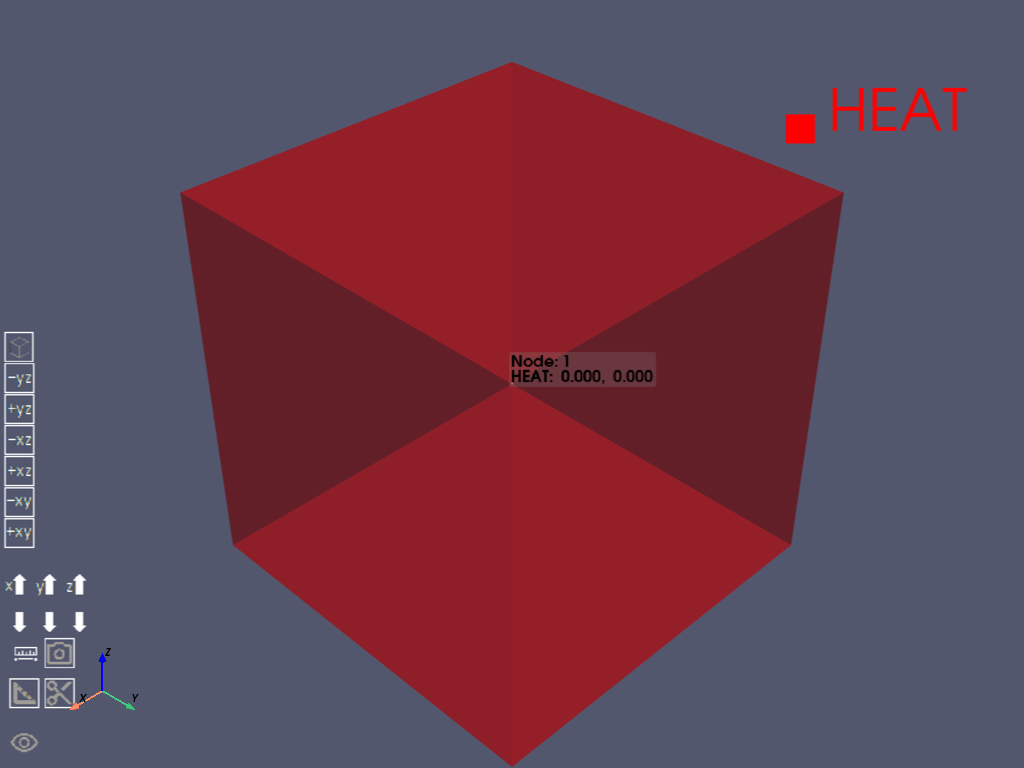 HEAT
Node: 1
HEAT: 0.000, 0.000
-yz
+yz
-xz
+xz
-xy
+xy
x y z
Z
X Y